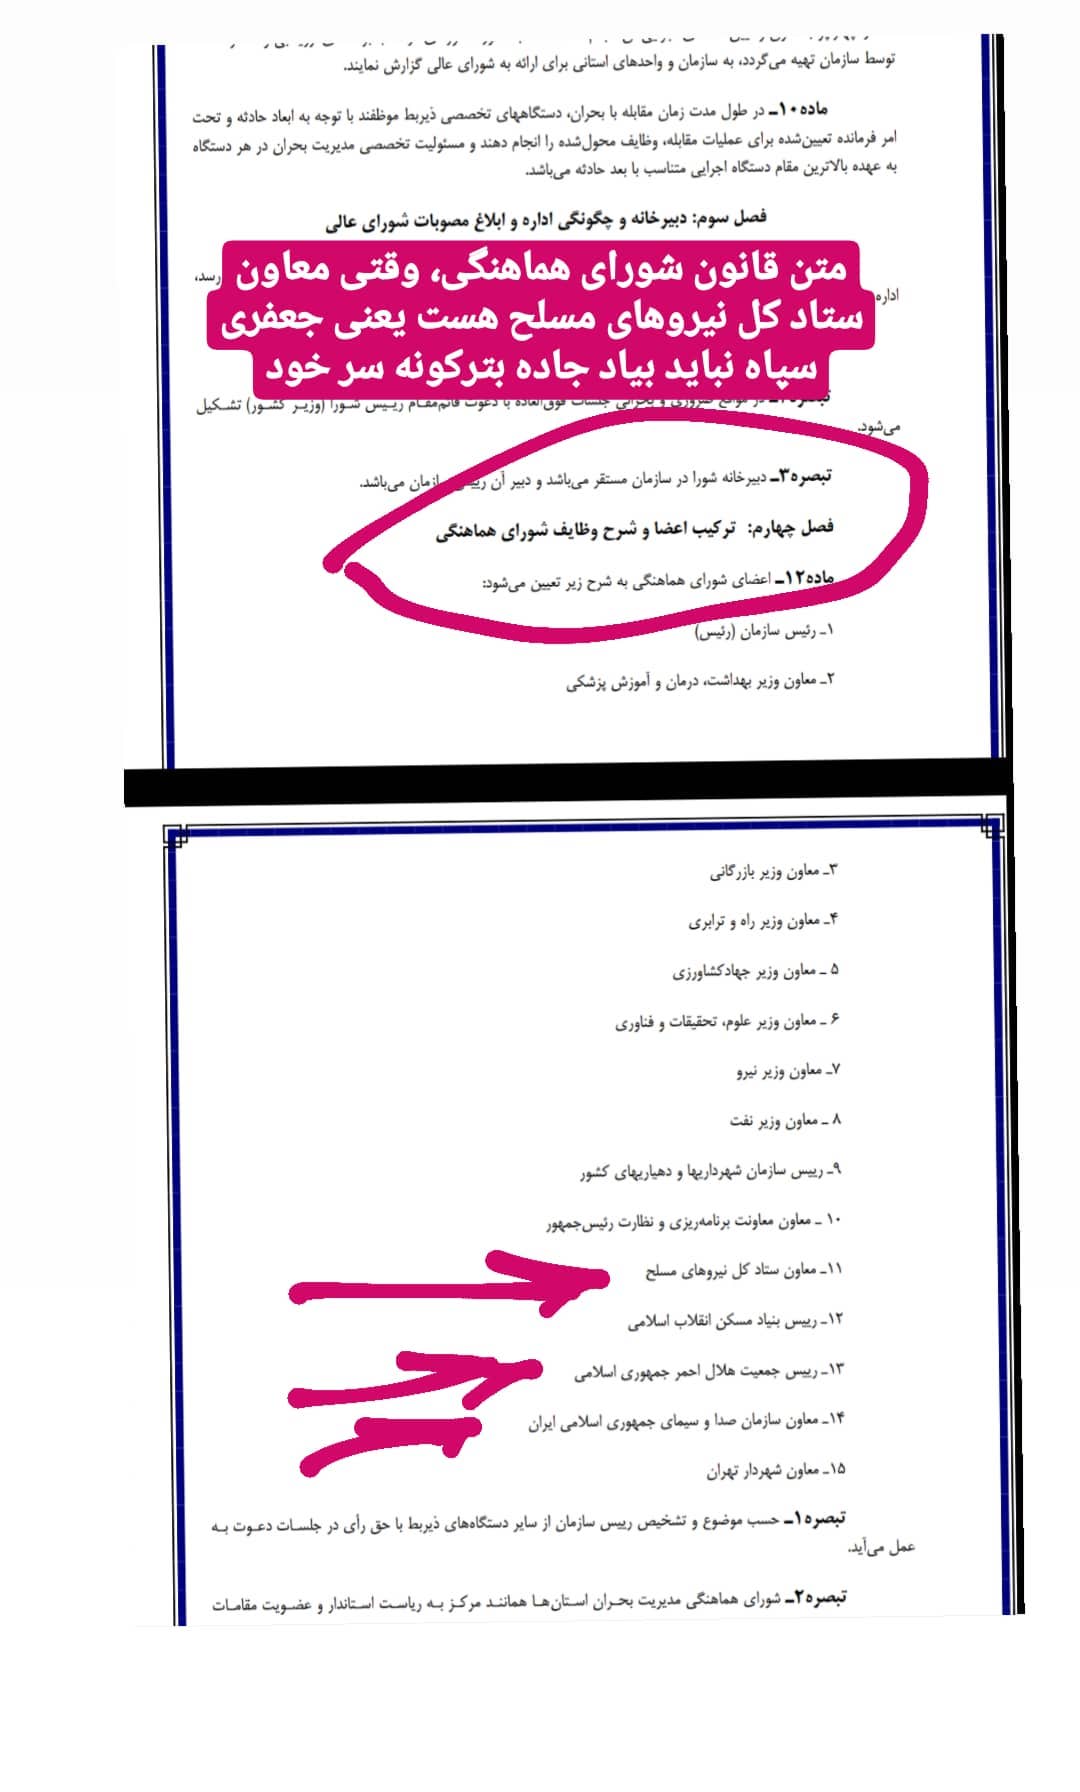 توسط سازمان تهیه می‌گردد، به سازمان و واحدهای استانی برای ارائه به شورای عالی گزارش نمایند.
ماده۱۰ـ در طول مدت زمان مقابله با بحران، دستگاههای تخصصی ذیربط موظفند با توجه به ابعاد حادثه و تحت
امر فرمانده تعیین‌شده برای عملیات مقابله، وظایف محول‌شده را انجام دهند و مسئولیت تخصصی مدیریت بحران در هر دستگاه
به عهده بالاترین مقام دستگاه اجرایی متناسب با بعد حادثه می‌باشد.
فصل سوم: دبیرخانه و چگونگی اداره و ابلاغ مصوبات شورای عالی
متن قانون شورای هماهنگی، وقتی معاون
رسد،
اداره
ستاد کل نیروهای مسلح هست یعنی جعفری
سپاه نباید بیاد جاده بترکونه سر خود
در مواقع ضروری و بحرانی جلسات فوق‌العاده با دعوت قائم‌مقام رییس شورا (وزیر کشور) تشکیل
می‌شود.
تبصره۳ـ دبیرخانه شورا در سازمان مستقر می‌باشد و دبیر آن می‌باشد.
فصل چهارم: ترکیب اعضا و شرح وظایف شورای هماهنگی
ماده۱۲ـ اعضای شورای هماهنگی به شرح زیر تعیین می‌شود:
۱ـ رئیس سازمان (رئیس)
۲ـ معاون وزیر بهداشت، درمان و آموزش پزشکی
۳ـ معاون وزیر بازرگانی
۴ـ معاون وزیر راه و ترابری
۵ ـ معاون وزیر جهادکشاورزی
۶ ـ معاون وزیر علوم، تحقیقات و فناوری
۷ـ معاون وزیر نیرو
۸ ـ معاون وزیر نفت
۹ـ رییس سازمان شهرداریها و دهیاریهای کشور
۱۰ ـ معاون معاونت برنامه‌ریزی و نظارت رئیس‌جمهور
۱۱ـ معاون ستاد کل نیروهای مسلح
۱۲ـ رییس بنیاد مسکن انقلاب اسلامی
۱۳ـ رییس جمعیت هلال احمر جمهوری اسلامی
۱۴ـ معاون سازمان صدا و سیمای جمهوری اسلامی ایران
۱۵ـ معاون شهردار تهران
تبصره۱ـ حسب موضوع و تشخیص رییس سازمان از سایر دستگاه‌های ذیربط با حق رأی در جلسات دعوت به
عمل می‌آید.
تبصره۲ـ شورای هماهنگی مدیریت بحران استان‌ها همانند مرکز به ریاست استاندار و عضویت مقامات